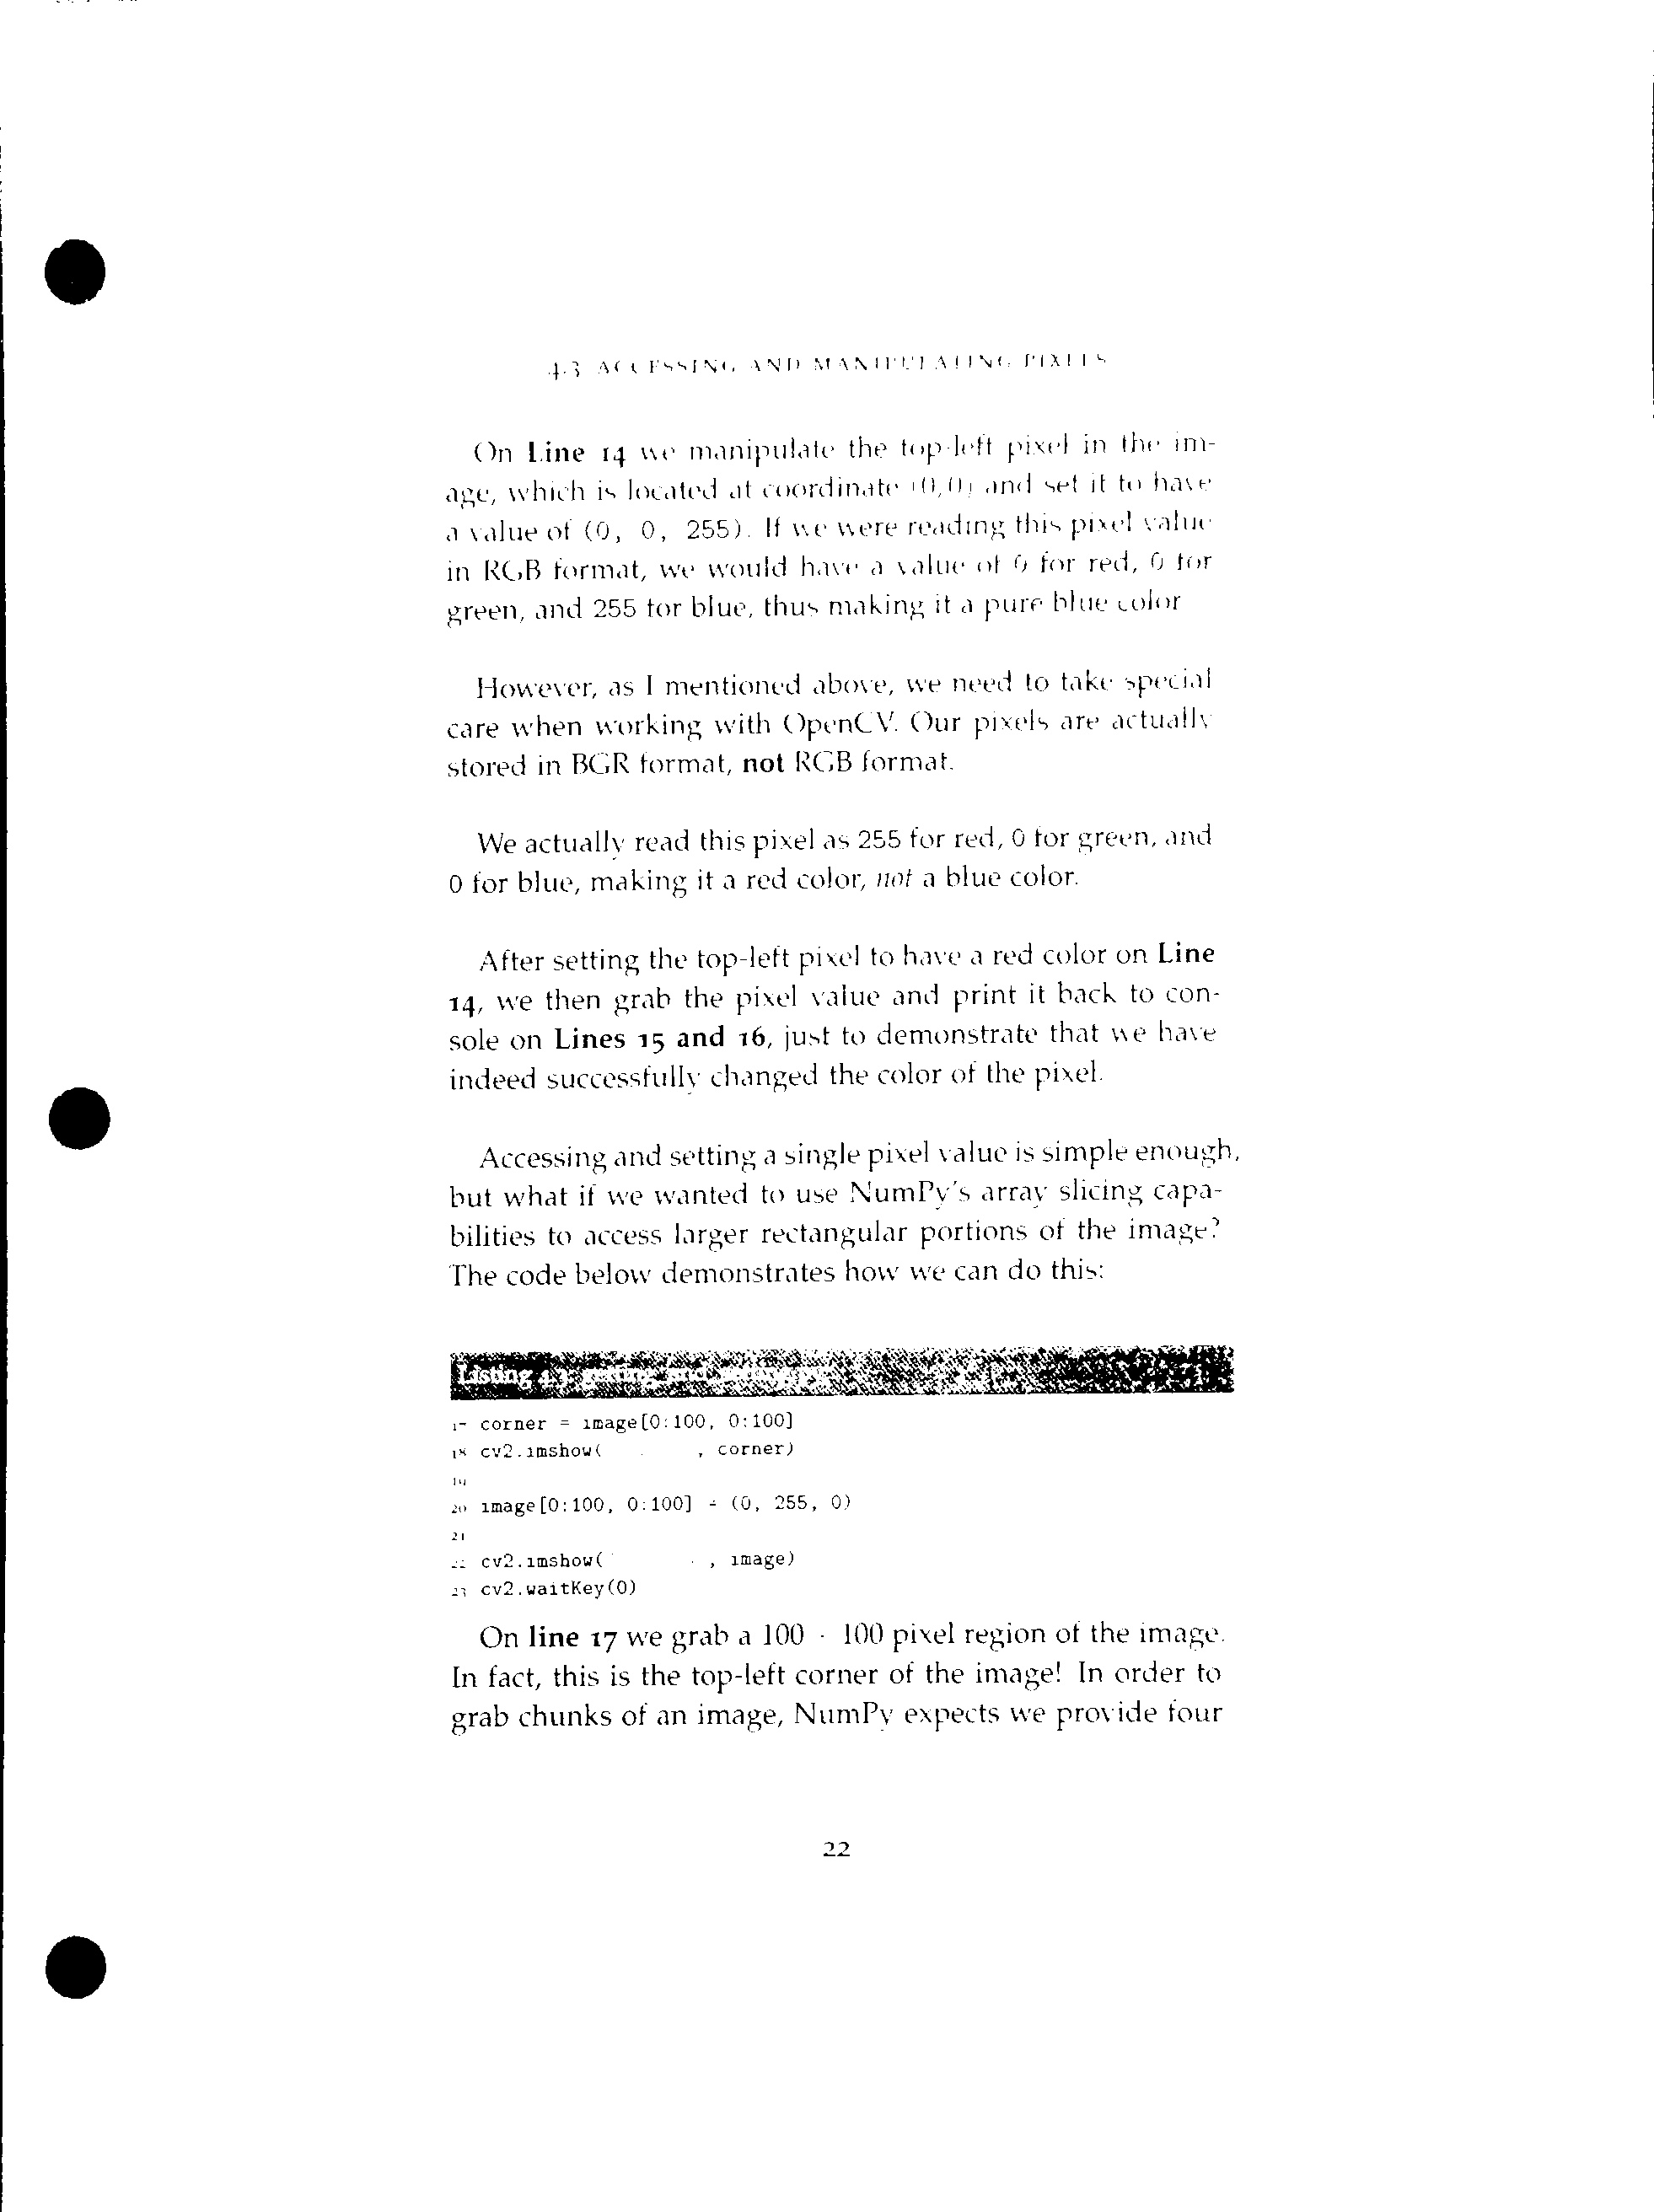 4.3 ACCESSING AND MANIPULATING PIXELS
On Line 14 we manipulate the top-left pixel in the im-
age, which is located at coordinate (0,0) and set it to have
a value of (0, 0, 255). If we were reading this pixel value
in RGB format, we would have a value of 0 for red, 0 for
green, and 255 for blue, thus making it a pure blue color
However, as I mentioned above, we need to take special
care when working with OpenCV. Our pixels are actually
stored in BGR format, not RGB format.
We actually read this pixel as 255 for red, 0 for green, and
0 for blue, making it a red color, not a blue color.
After setting the top-left pixel to have a red color on Line
14, we then grab the pixel value and print it back to con-
sole on Lines 15 and 16, just to demonstrate that we have
indeed successfully changed the color of the pixel.
Accessing and setting a single pixel value is simple enough,
but what if we wanted to use NumPy's array slicing capa-
bilities to access larger rectangular portions of the image?
The code below demonstrates how we can do this:
Listing
17 corner = image[0:100, 0:100]
18 cv2.imshow( , corner)
19
20 image[0:100, 0:100] = (0, 255, 0)
21
22 cv2.imshow( , image)
23 cv2.waitKey(0)
On line 17 we grab a 100 100 pixel region of the image.
In fact, this is the top-left corner of the image! In order to
grab chunks of an image, NumPy expects we provide four
22